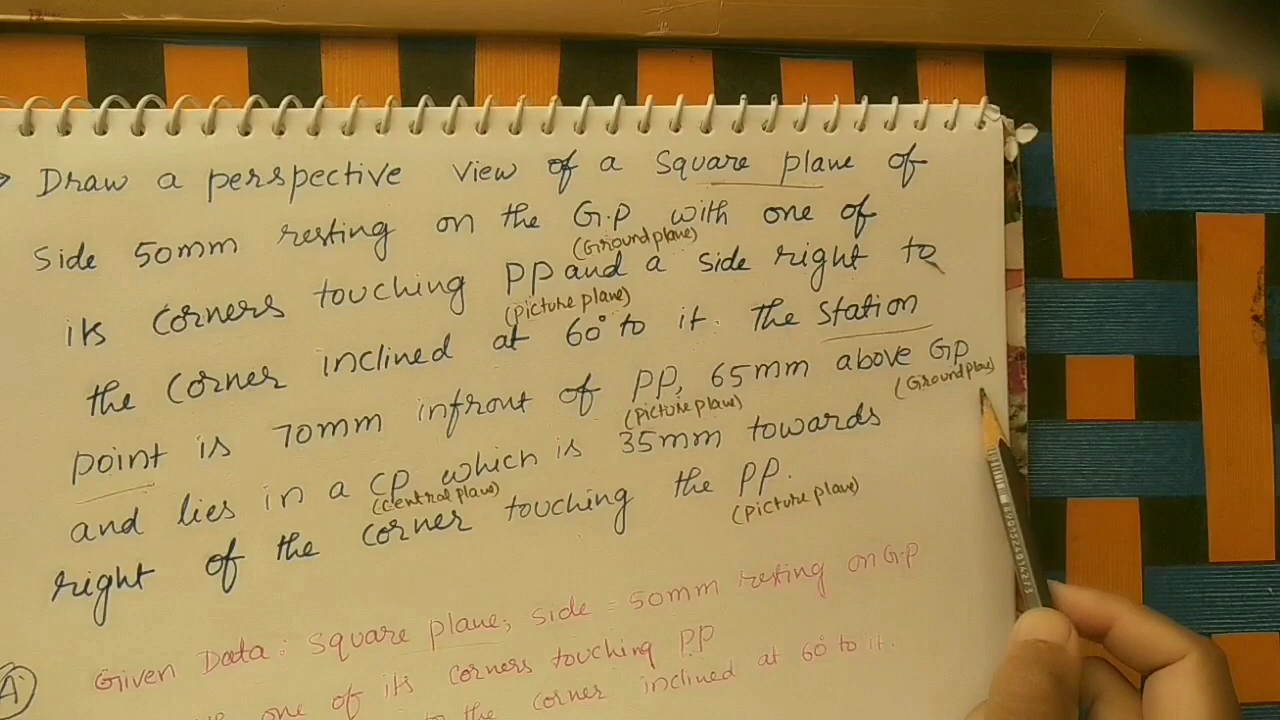 Draw a perspective view of a square plane of
side 50mm resting on the G.P with one of
(Ground plane)
its corners touching PP and a side right to
(picture plane)
the corner inclined at 60° to it. The station
point is 70mm infront of PP, 65mm above GP
(picture plane) (Ground plane)
and lies in a CP which is 35mm towards
(Central plane)
right of the corner touching the PP.
(picture plane)
Given Data: Square plane, side = 50mm resting on G.P
A
one of its corners touching PP
the corner inclined at 60° to it.